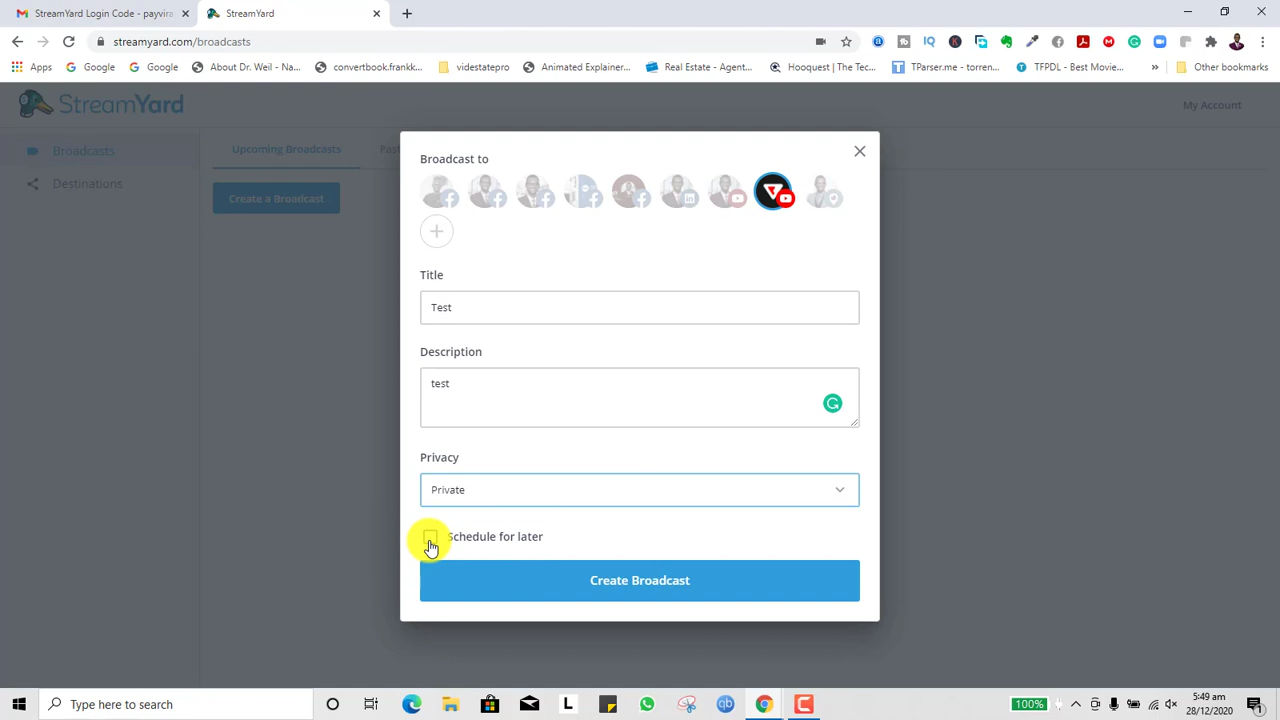 StreamYard Login Code - payvira
StreamYard
streamyard.com/broadcasts
Apps
Google
Google
About Dr. Weil - Na...
convertbook.frankk...
videstatepro
Animated Explainer...
Real Estate - Agent...
Hooquest | The Tec...
TParser.me - torren...
TFPDL - Best Movie...
Other bookmarks
StreamYard
My Account
Broadcasts
Destinations
Upcoming Broadcasts
Past
Create a Broadcast
Broadcast to
Title
Test
Description
test
Privacy
Private
Schedule for later
Create Broadcast
Type here to search
100%
5:49 am
28/12/2020